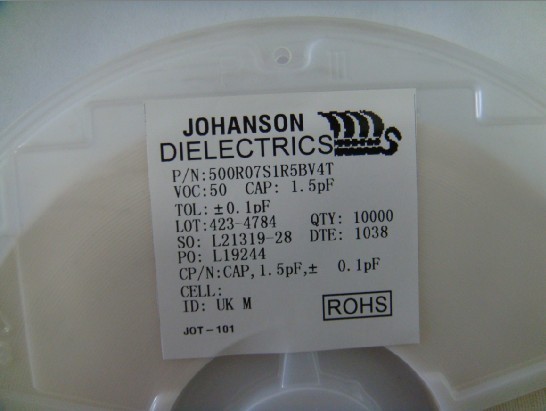 JOHANSON
DIELECTRICS
P/N:500R07S1R5BV4T
VOC:50 CAP: 1.5pF
TOL: ±0.1pF
LOT:423-4784 QTY: 10000
SO: L21319-28 DTE: 1038
PO: L19244
CP/N:CAP,1.5pF,± 0.1pF
CELL:
ID: UK M
ROHS
JOT-101